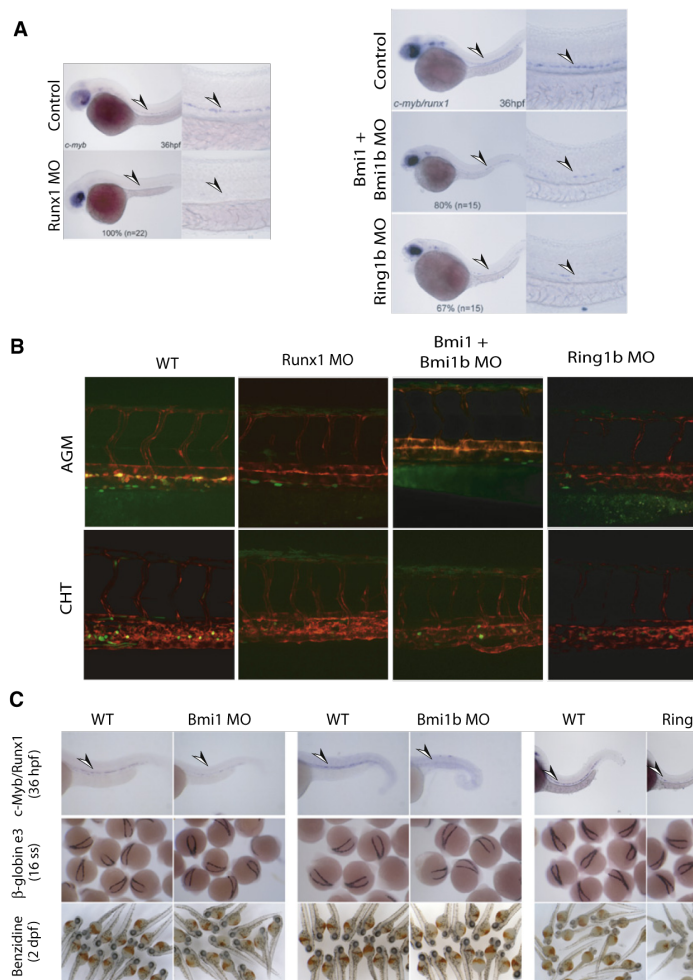 A
Control
c-myb
36hpf
Runx1 MO
100% (n=22)
Control
c-myb/runx1
36hpf
Bmi1 +
Bmi1b MO
80% (n=15)
Ring1b MO
67% (n=15)
B
WT
Runx1 MO
Bmi1 +
Bmi1b MO
Ring1b MO
AGM
CHT
C
WT
Bmi1 MO
WT
Bmi1b MO
WT
Ring
c-Myb/Runx1
(36 hpf)
β-globin e3
(16 ss)
Benzidine
(2 dpf)